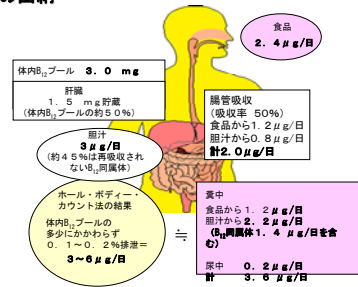 食品
2.4μg/日
体内B₁₂プール 3.0 mg
肝臓
1.5 mg貯蔵
(体内B₁₂プールの約50%)
腸管吸収
(吸収率 50%)
食品から1.2μg/日
胆汁から0.8μg/日
計2.0μg/日
胆汁
3μg/日
(約45%は再吸収され
ないB₁₂同属体)
ホール・ボディー・
カウント法の結果
体内B₁₂プールの
多少にかかわらず
0.1~0.2%排泄=
3~6μg/日
≒
糞中
食品から1.2μg/日
胆汁から2.2μg/日
(B₁₂同属体1.4μg/日を含
む)
尿中 0.2μg/日
計 3.6μg/日